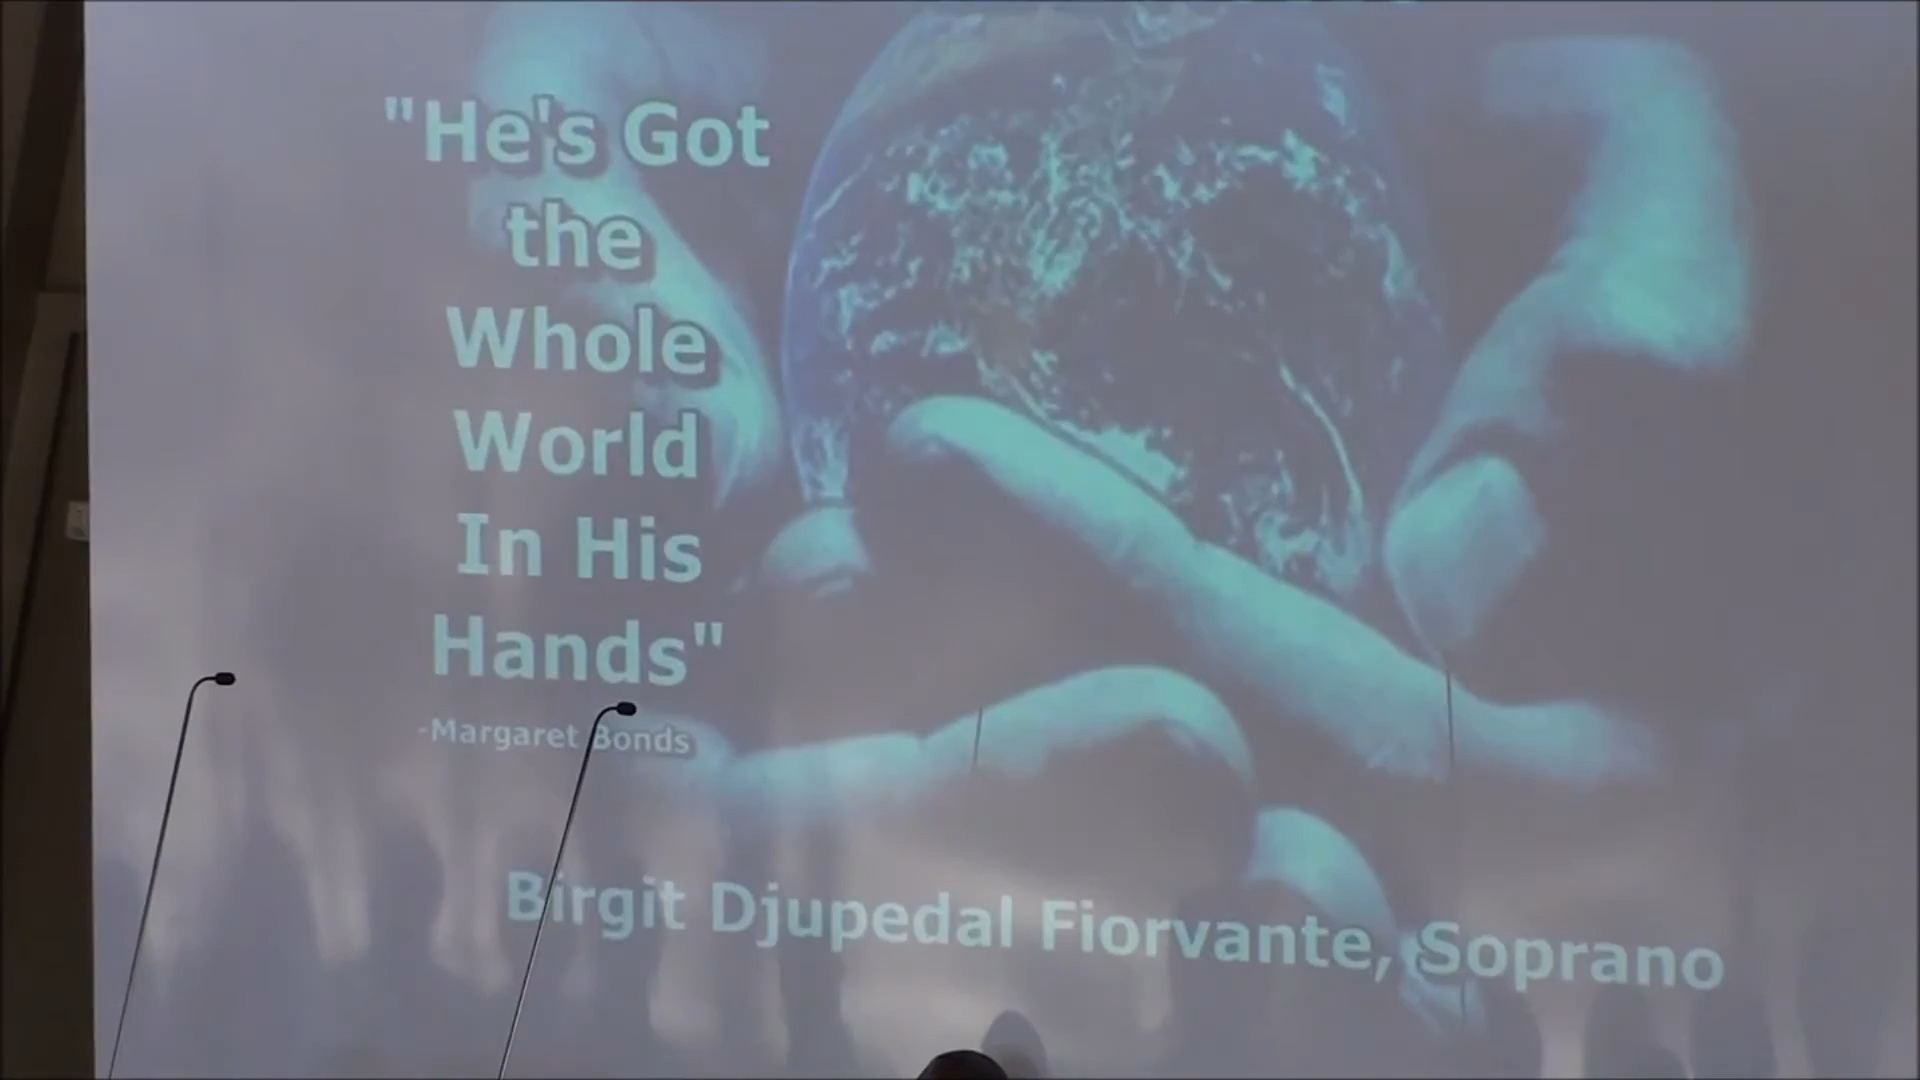 "He's Got
the
Whole
World
In His
Hands"
-Margaret Bonds
Birgit Djupedal Fiorvante, Soprano